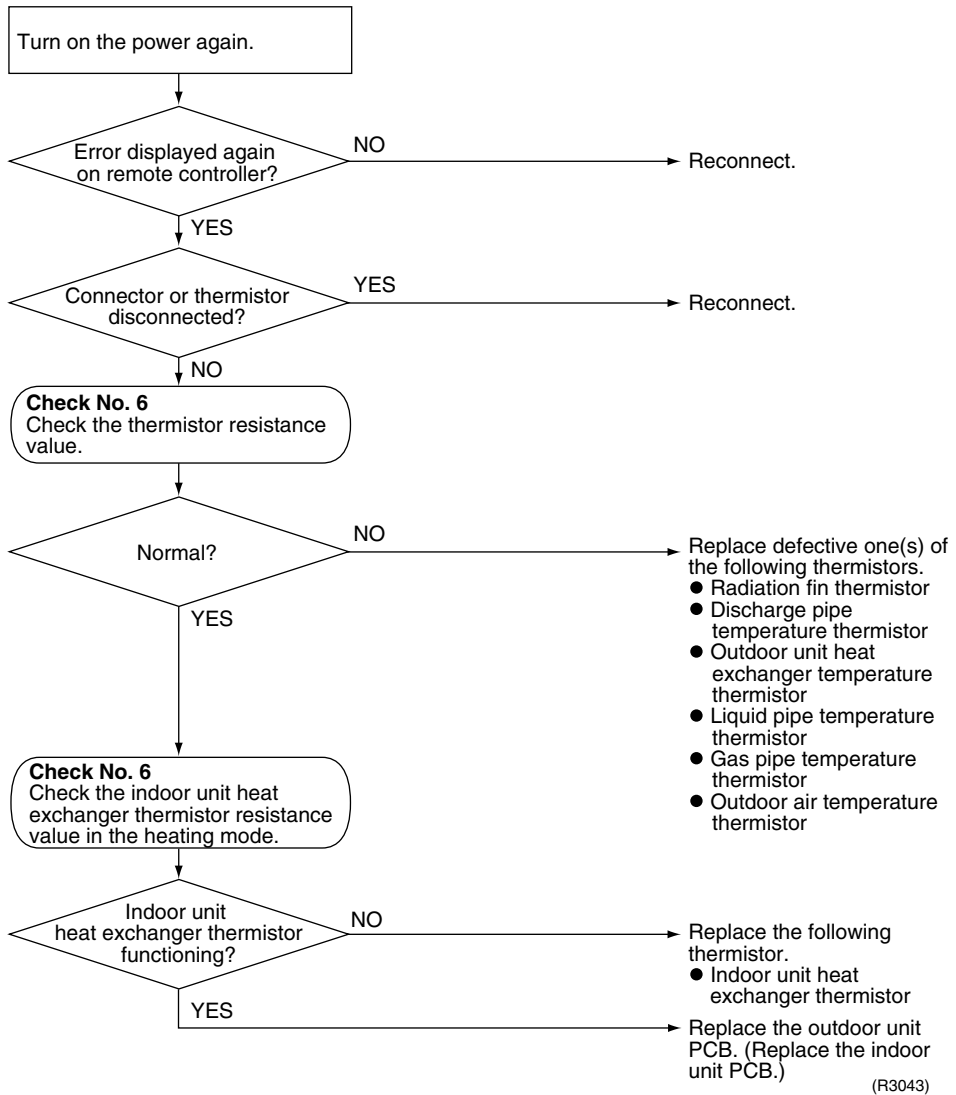 Turn on the power again.
Error displayed again
on remote controller?
NO
Reconnect.
YES
Connector or thermistor
disconnected?
YES
Reconnect.
NO
Check No. 6
Check the thermistor resistance
value.
Normal?
NO
Replace defective one(s) of
the following thermistors.
● Radiation fin thermistor
● Discharge pipe
temperature thermistor
● Outdoor unit heat
exchanger temperature
thermistor
● Liquid pipe temperature
thermistor
● Gas pipe temperature
thermistor
● Outdoor air temperature
thermistor
YES
Check No. 6
Check the indoor unit heat
exchanger thermistor resistance
value in the heating mode.
Indoor unit
heat exchanger thermistor
functioning?
NO
Replace the following
thermistor.
● Indoor unit heat
exchanger thermistor
YES
Replace the outdoor unit
PCB. (Replace the indoor
unit PCB.)
(R3043)